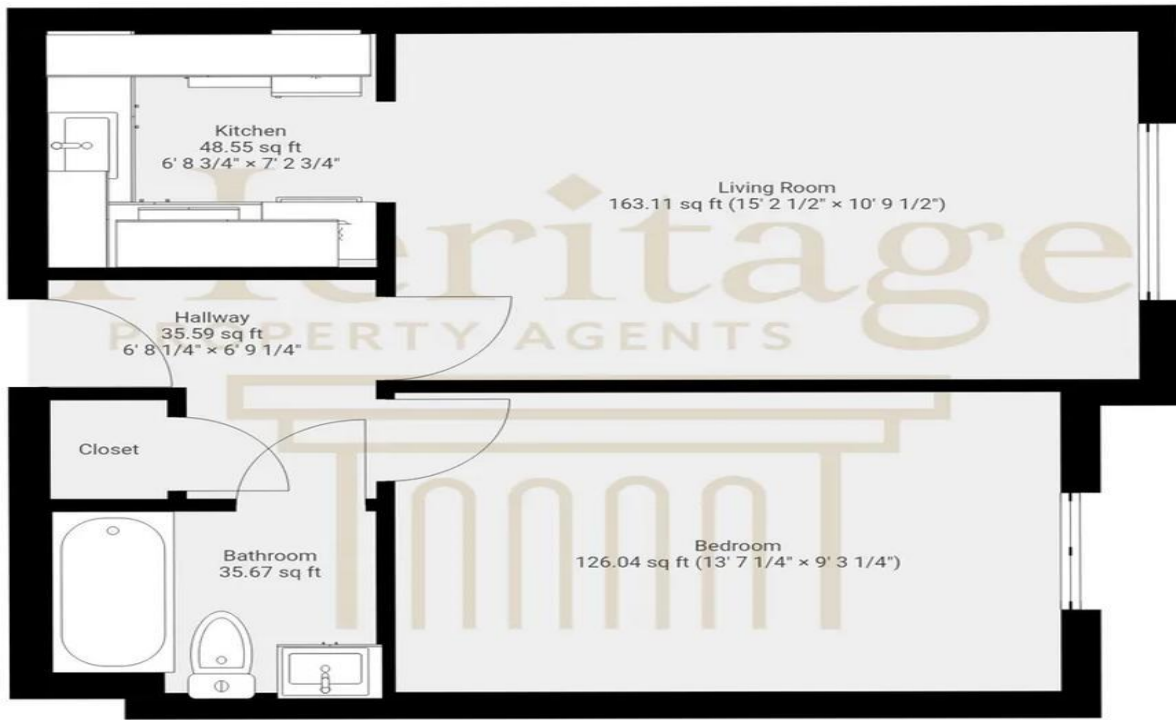 Kitchen
48.55 sq ft
6' 8 3/4" × 7' 2 3/4"
Living Room
163.11 sq ft (15' 2 1/2" × 10' 9 1/2")
Heritage
PROPERTY AGENTS
Hallway
35.59 sq ft
6' 8 1/4" × 6' 9 1/4"
Closet
Bathroom
35.67 sq ft
Bedroom
126.04 sq ft (13' 7 1/4" × 9' 3 1/4")